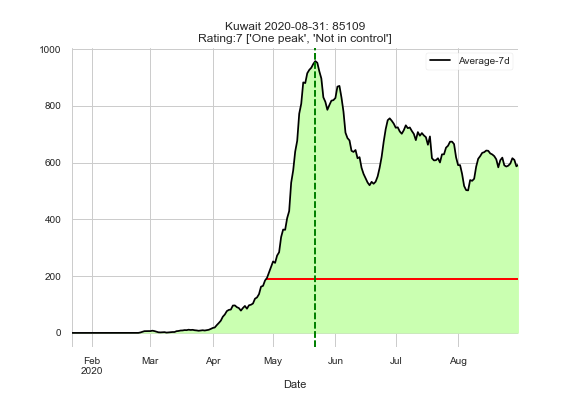 Kuwait 2020-08-31: 85109
Rating:7 ['One peak', 'Not in control']
Average-7d
1000
800
600
400
200
0
Feb
2020
Mar
Apr
May
Jun
Jul
Aug
Date